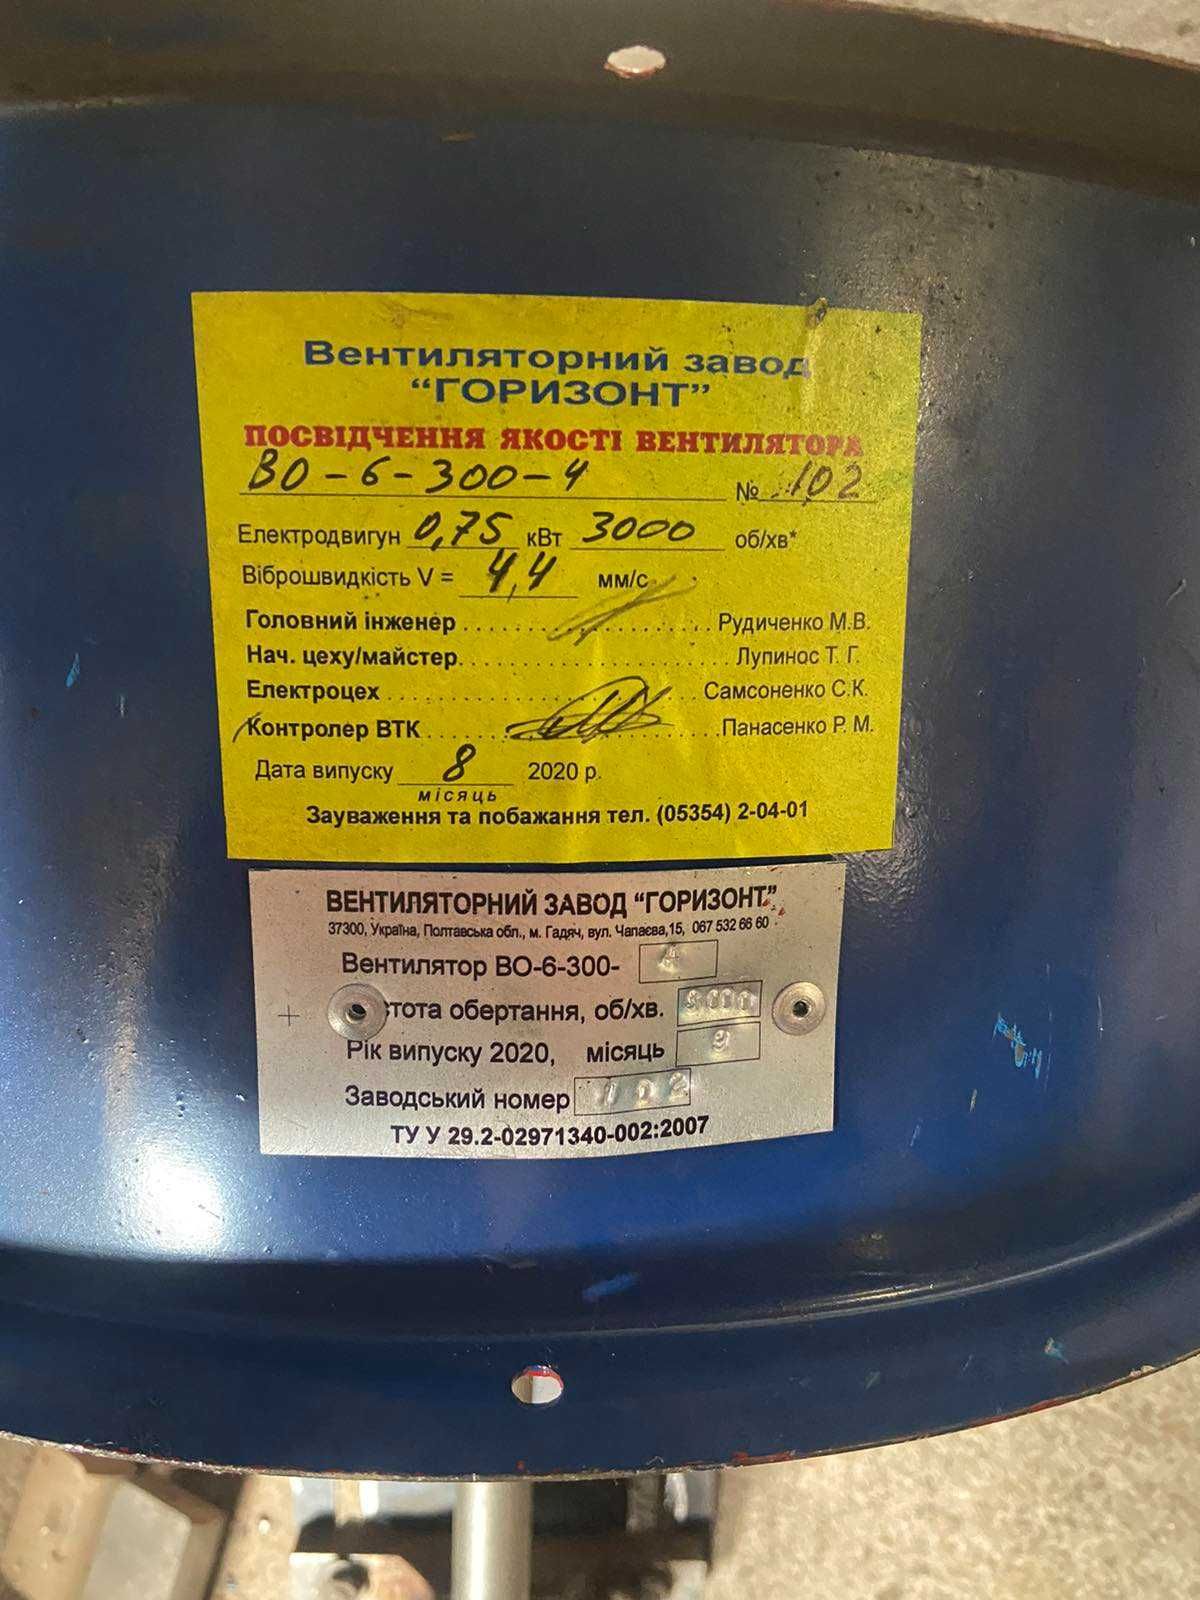 Вентиляторний завод
“ГОРИЗОНТ”
ПОСВІДЧЕННЯ ЯКОСТІ ВЕНТИЛЯТОРА
ВО-6-300-4 № 102
Електродвигун 0,75 кВт 3000 об/хв*
Віброшвидкість V = 4,4 мм/с
Головний інженер Рудиченко М.В.
Нач. цеху/майстер Лупинос Т. Г.
Електроцех Самсоненко С.К.
Контролер ВТК Панасенко Р. М.
Дата випуску 8 2020 р.
місяць
Зауваження та побажання тел. (05354) 2-04-01
ВЕНТИЛЯТОРНИЙ ЗАВОД “ГОРИЗОНТ”
37300, Україна, Полтавська обл., м. Гадяч, вул. Чапаєва,15, 067 532 66 60
Вентилятор ВО-6-300- 4
стота обертання, об/хв.
Рік випуску 2020, місяць
Заводський номер 102
ТУ У 29.2-02971340-002:2007